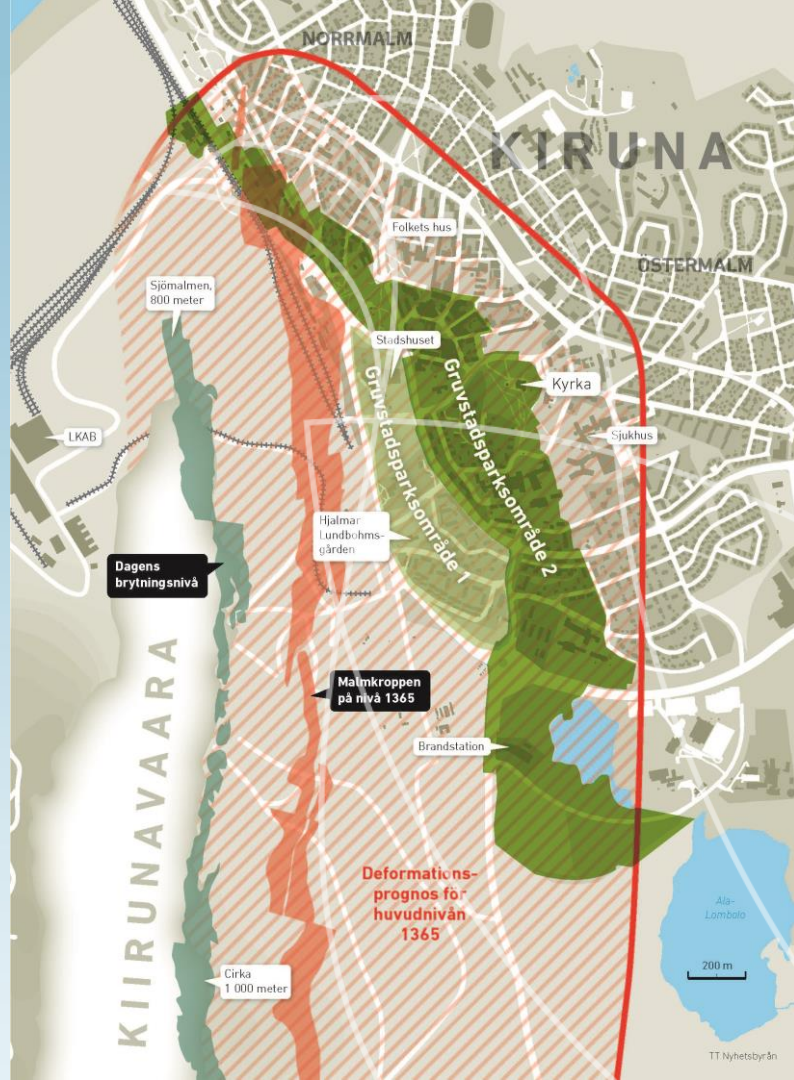 NORRMALM
KIRUNA
Folkets hus
ÖSTERMALM
Sjömalmen,
800 meter
Stadshuset
Kyrka
Gruvstadsparksområde 1
Gruvstadsparksområde 2
LKAB
Sjukhus
Hjalmar
Lundbohms-
gården
Dagens
brytningsnivå
Malmkroppen
på nivå 1365
KIIRUNAVAARA
Brandstation
Deformations-
prognos för
huvudnivån
1365
Ala-
Lombolo
200 m
Cirka
1 000 meter
TT Nyhetsbyrån